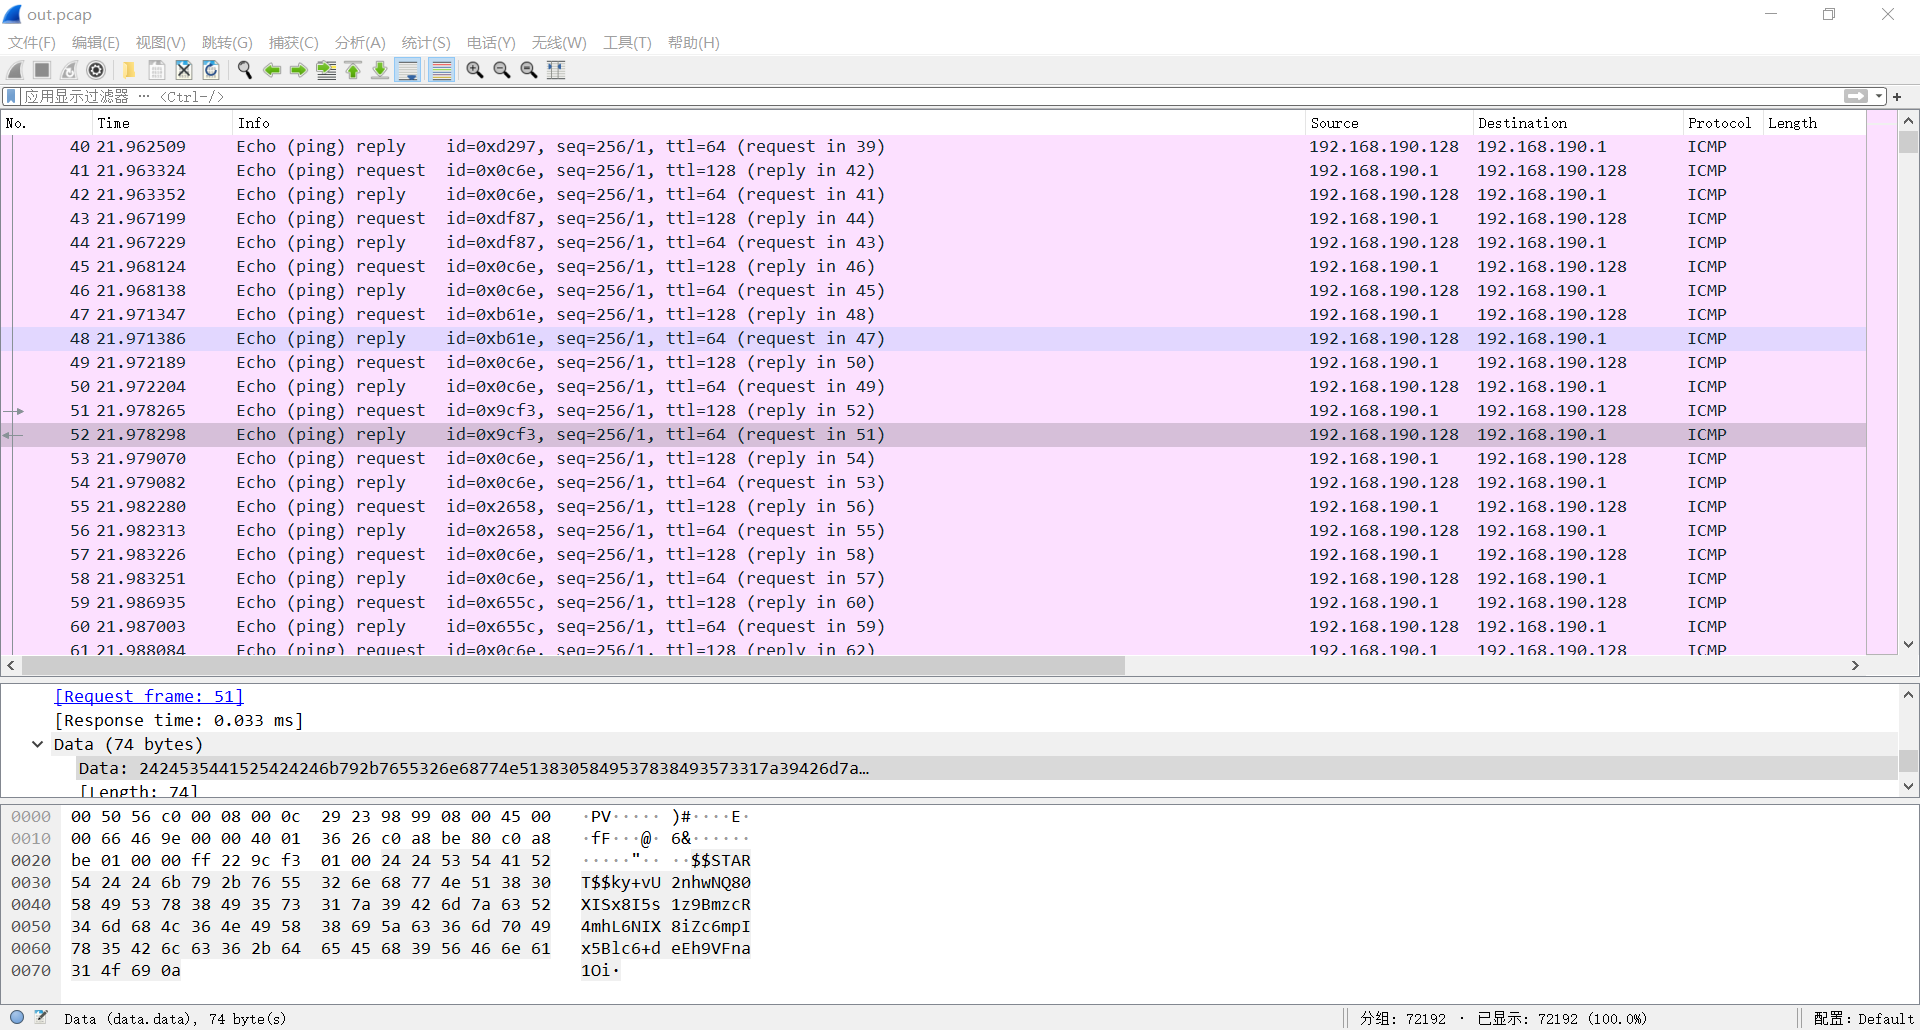 out.pcap
文件(F) 编辑(E) 视图(V) 跳转(G) 捕获(C) 分析(A) 统计(S) 电话(Y) 无线(W) 工具(T) 帮助(H)
应用显示过滤器 … <Ctrl-/>
No. Time Info Source Destination Protocol Length
40 21.962509 Echo (ping) reply id=0xd297, seq=256/1, ttl=64 (request in 39) 192.168.190.128 192.168.190.1 ICMP
41 21.963324 Echo (ping) request id=0x0c6e, seq=256/1, ttl=128 (reply in 42) 192.168.190.1 192.168.190.128 ICMP
42 21.963352 Echo (ping) reply id=0x0c6e, seq=256/1, ttl=64 (request in 41) 192.168.190.128 192.168.190.1 ICMP
43 21.967199 Echo (ping) request id=0xdf87, seq=256/1, ttl=128 (reply in 44) 192.168.190.1 192.168.190.128 ICMP
44 21.967229 Echo (ping) reply id=0xdf87, seq=256/1, ttl=64 (request in 43) 192.168.190.128 192.168.190.1 ICMP
45 21.968124 Echo (ping) request id=0x0c6e, seq=256/1, ttl=128 (reply in 46) 192.168.190.1 192.168.190.128 ICMP
46 21.968138 Echo (ping) reply id=0x0c6e, seq=256/1, ttl=64 (request in 45) 192.168.190.128 192.168.190.1 ICMP
47 21.971347 Echo (ping) request id=0xb61e, seq=256/1, ttl=128 (reply in 48) 192.168.190.1 192.168.190.128 ICMP
48 21.971386 Echo (ping) reply id=0xb61e, seq=256/1, ttl=64 (request in 47) 192.168.190.128 192.168.190.1 ICMP
49 21.972189 Echo (ping) request id=0x0c6e, seq=256/1, ttl=128 (reply in 50) 192.168.190.1 192.168.190.128 ICMP
50 21.972204 Echo (ping) reply id=0x0c6e, seq=256/1, ttl=64 (request in 49) 192.168.190.128 192.168.190.1 ICMP
51 21.978265 Echo (ping) request id=0x9cf3, seq=256/1, ttl=128 (reply in 52) 192.168.190.1 192.168.190.128 ICMP
52 21.978298 Echo (ping) reply id=0x9cf3, seq=256/1, ttl=64 (request in 51) 192.168.190.128 192.168.190.1 ICMP
53 21.979070 Echo (ping) request id=0x0c6e, seq=256/1, ttl=128 (reply in 54) 192.168.190.1 192.168.190.128 ICMP
54 21.979082 Echo (ping) reply id=0x0c6e, seq=256/1, ttl=64 (request in 53) 192.168.190.128 192.168.190.1 ICMP
55 21.982280 Echo (ping) request id=0x2658, seq=256/1, ttl=128 (reply in 56) 192.168.190.1 192.168.190.128 ICMP
56 21.982313 Echo (ping) reply id=0x2658, seq=256/1, ttl=64 (request in 55) 192.168.190.128 192.168.190.1 ICMP
57 21.983226 Echo (ping) request id=0x0c6e, seq=256/1, ttl=128 (reply in 58) 192.168.190.1 192.168.190.128 ICMP
58 21.983251 Echo (ping) reply id=0x0c6e, seq=256/1, ttl=64 (request in 57) 192.168.190.128 192.168.190.1 ICMP
59 21.986935 Echo (ping) request id=0x655c, seq=256/1, ttl=128 (reply in 60) 192.168.190.1 192.168.190.128 ICMP
60 21.987003 Echo (ping) reply id=0x655c, seq=256/1, ttl=64 (request in 59) 192.168.190.128 192.168.190.1 ICMP
61 21.988084 Echo (ping) request id=0x0c6e, seq=256/1, ttl=128 (reply in 62) 192.168.190.1 192.168.190.128 ICMP
[Request frame: 51]
[Response time: 0.033 ms]
Data (74 bytes)
Data: 2424535441525424246b792b7655326e68774e5138305849537838493573317a39426d7a…
[Length: 74]
0000 00 50 56 c0 00 08 00 0c 29 23 98 99 08 00 45 00 ·PV····· )#····E·
0010 00 66 46 9e 00 00 40 01 36 26 c0 a8 be 80 c0 a8 ·fF···@· 6&······
0020 be 01 00 00 ff 22 9c f3 01 00 24 24 53 54 41 52 ·····"·· ··$$STAR
0030 54 24 24 6b 79 2b 76 55 32 6e 68 77 4e 51 38 30 T$$ky+vU 2nhwNQ80
0040 58 49 53 78 38 49 35 73 31 7a 39 42 6d 7a 63 52 XISx8I5s 1z9BmzcR
0050 34 6d 68 4c 36 4e 49 58 38 69 5a 63 36 6d 70 49 4mhL6NIX 8iZc6mpI
0060 78 35 42 6c 63 36 2b 64 65 45 68 39 56 46 6e 61 x5Blc6+d eEh9VFna
0070 31 4f 69 0a 1Oi·
Data (data.data), 74 byte(s) 分组: 72192 · 已显示: 72192 (100.0%) 配置: Default